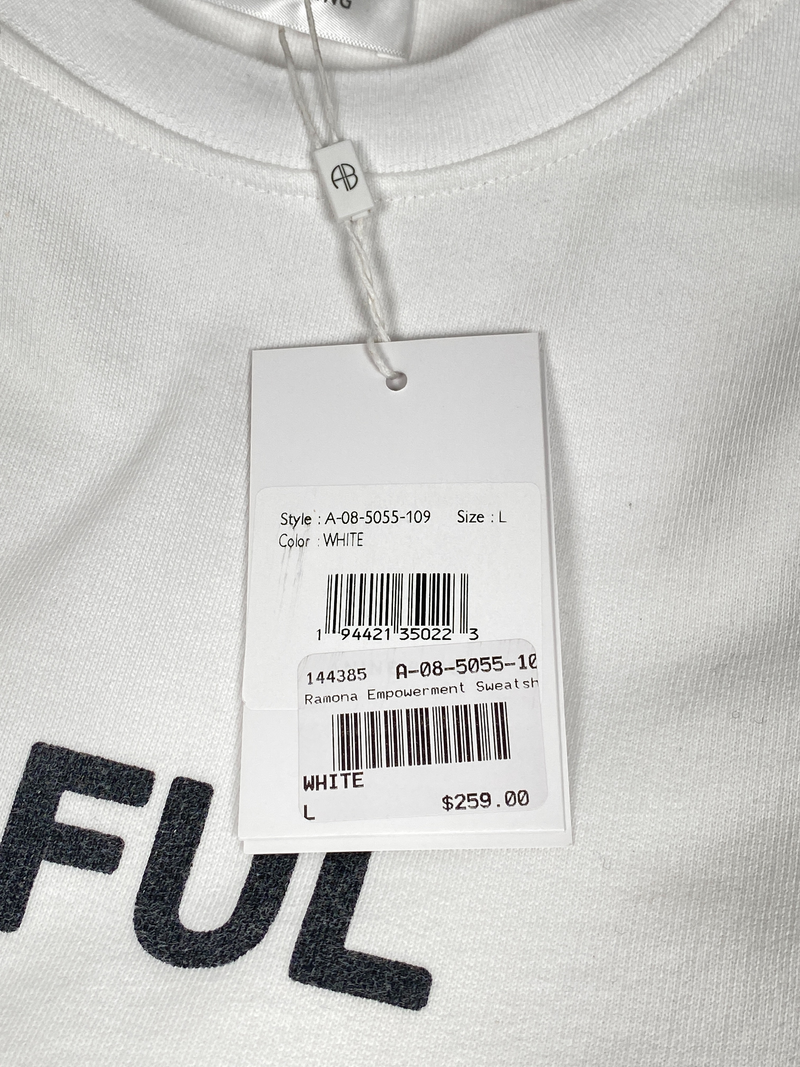 NG
AB
Style : A-08-5055-109 Size : L
Color : WHITE
1 94421 35022 3
144385 A-08-5055-10
Ramona Empowerment Sweatsh
WHITE
L $259.00
FUL